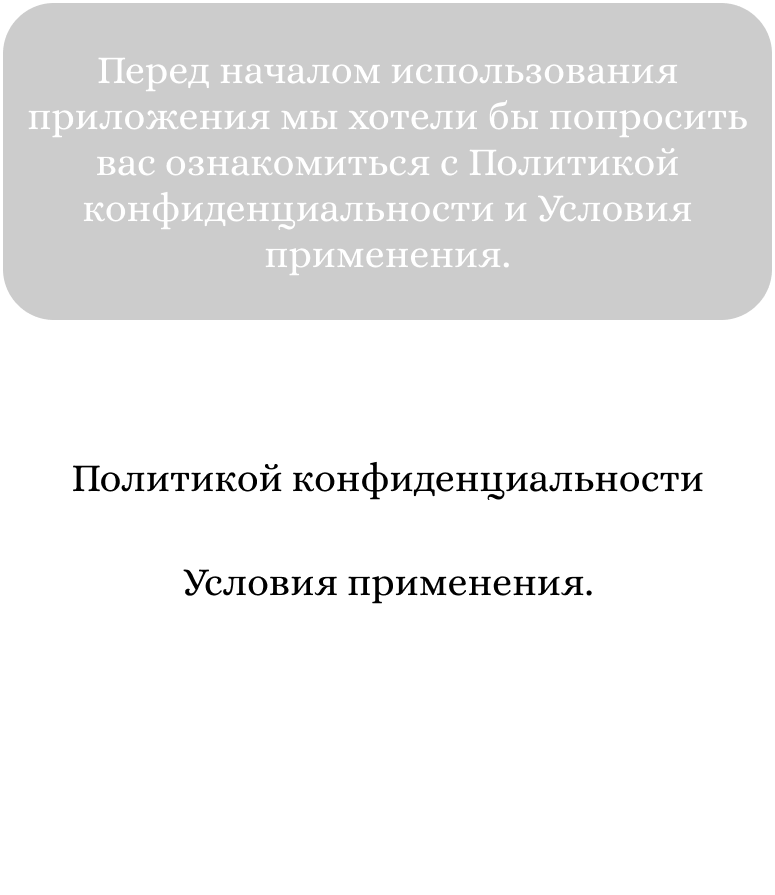 Перед началом использования
приложения мы хотели бы попросить
вас ознакомиться с Политикой
конфиденциальности и Условия
применения.
Политикой конфиденциальности
Условия применения.